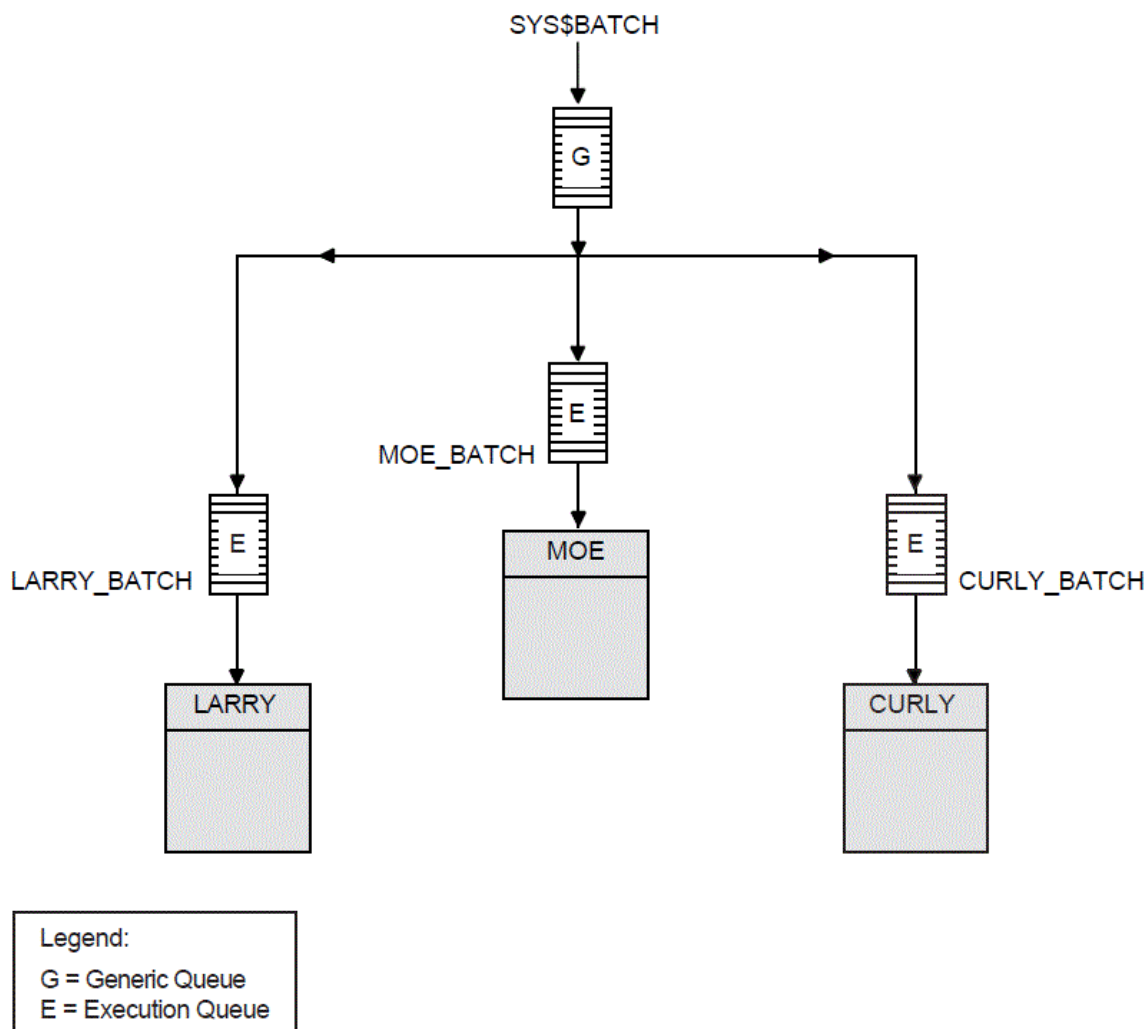 SYS$BATCH
G
E
MOE_BATCH
E
LARRY_BATCH
E
CURLY_BATCH
MOE
LARRY
CURLY
Legend:
G = Generic Queue
E = Execution Queue